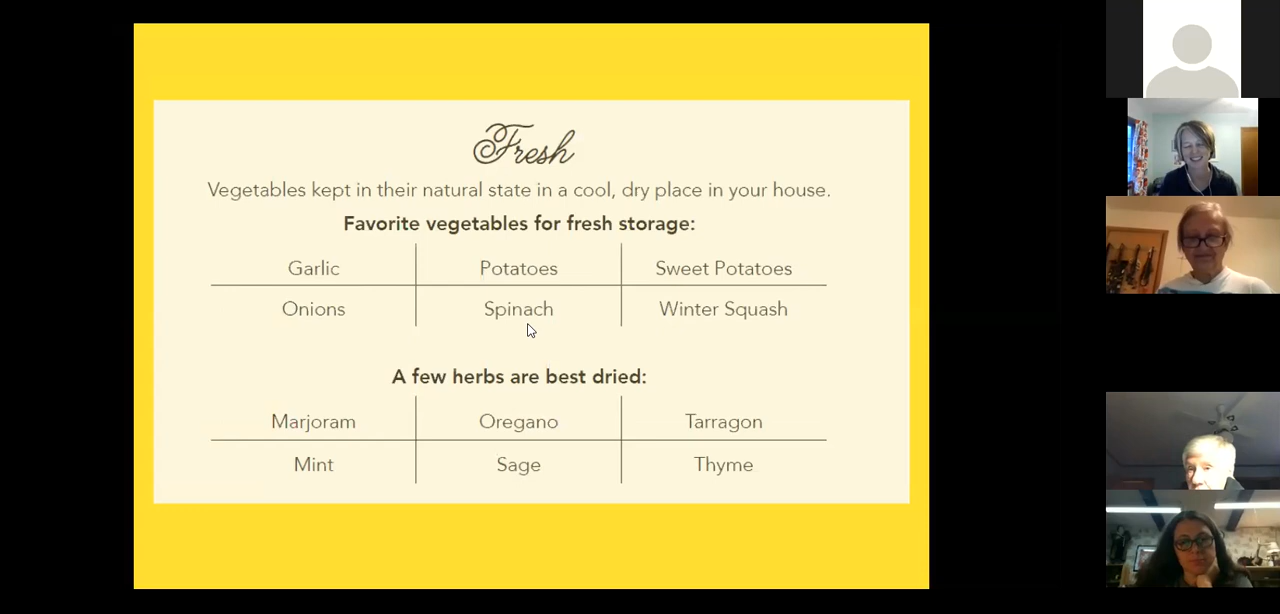 Fresh
Vegetables kept in their natural state in a cool, dry place in your house.
Favorite vegetables for fresh storage:
Garlic Potatoes Sweet Potatoes
Onions Spinach Winter Squash
A few herbs are best dried:
Marjoram Oregano Tarragon
Mint Sage Thyme